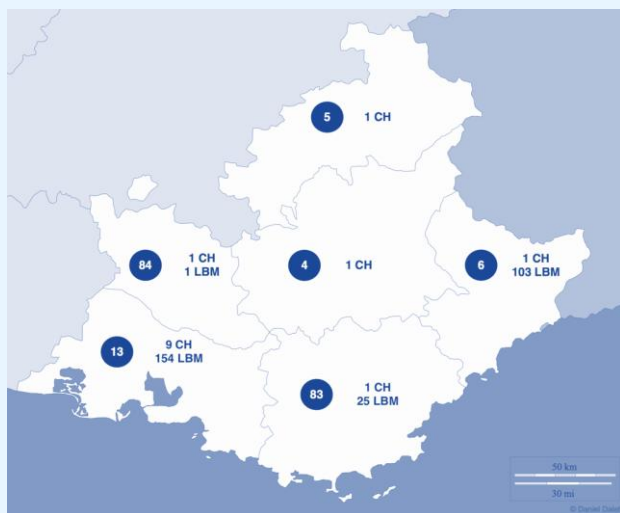 5 1 CH
84 1 CH
1 LBM
4 1 CH
6 1 CH
103 LBM
13 9 CH
154 LBM
83 1 CH
25 LBM
50 km
30 mi
© Daniel